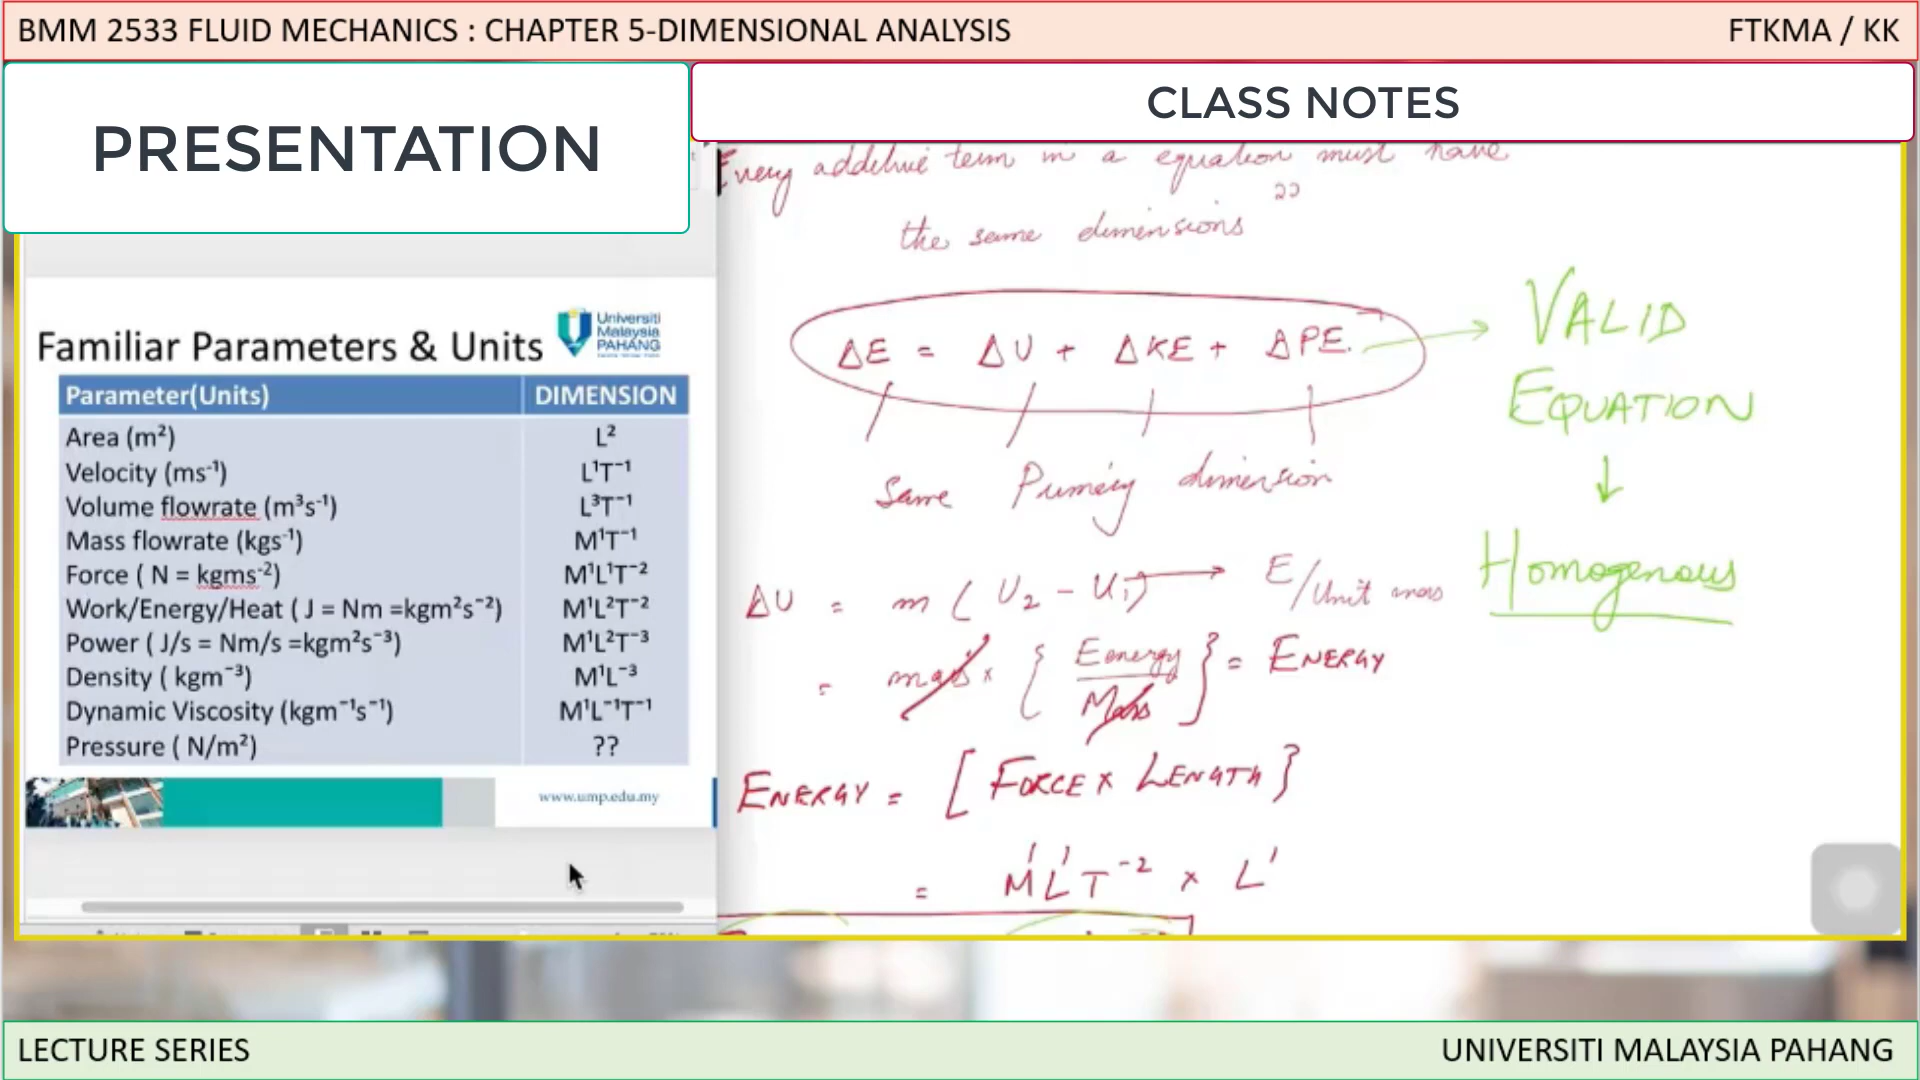 BMM 2533 FLUID MECHANICS : CHAPTER 5-DIMENSIONAL ANALYSIS
FTKMA / KK
PRESENTATION
CLASS NOTES
Familiar Parameters & Units
Universiti
Malaysia
PAHANG
Parameter(Units) DIMENSION
Area (m²) L²
Velocity (ms⁻¹) L¹T⁻¹
Volume flowrate (m³s⁻¹) L³T⁻¹
Mass flowrate (kgs⁻¹) M¹T⁻¹
Force ( N = kgms⁻²) M¹L¹T⁻²
Work/Energy/Heat ( J = Nm =kgm²s⁻²) M¹L²T⁻²
Power ( J/s = Nm/s =kgm²s⁻³) M¹L²T⁻³
Density ( kgm⁻³) M¹L⁻³
Dynamic Viscosity (kgm⁻¹s⁻¹) M¹L⁻¹T⁻¹
Pressure ( N/m²) ??
www.ump.edu.my
Every additive term in a equation must have
the same dimensions ”
ΔE = ΔU + ΔKE + ΔPE.
Same Primary dimension
VALID
EQUATION
↓
Homogenous
ΔU = m ( U₂ - U₁) → E/Unit mass
= mass × { Energy / Mass } = ENERGY
ENERGY = [ FORCE × LENGTH }
= M¹L¹T⁻² × L¹
LECTURE SERIES
UNIVERSITI MALAYSIA PAHANG